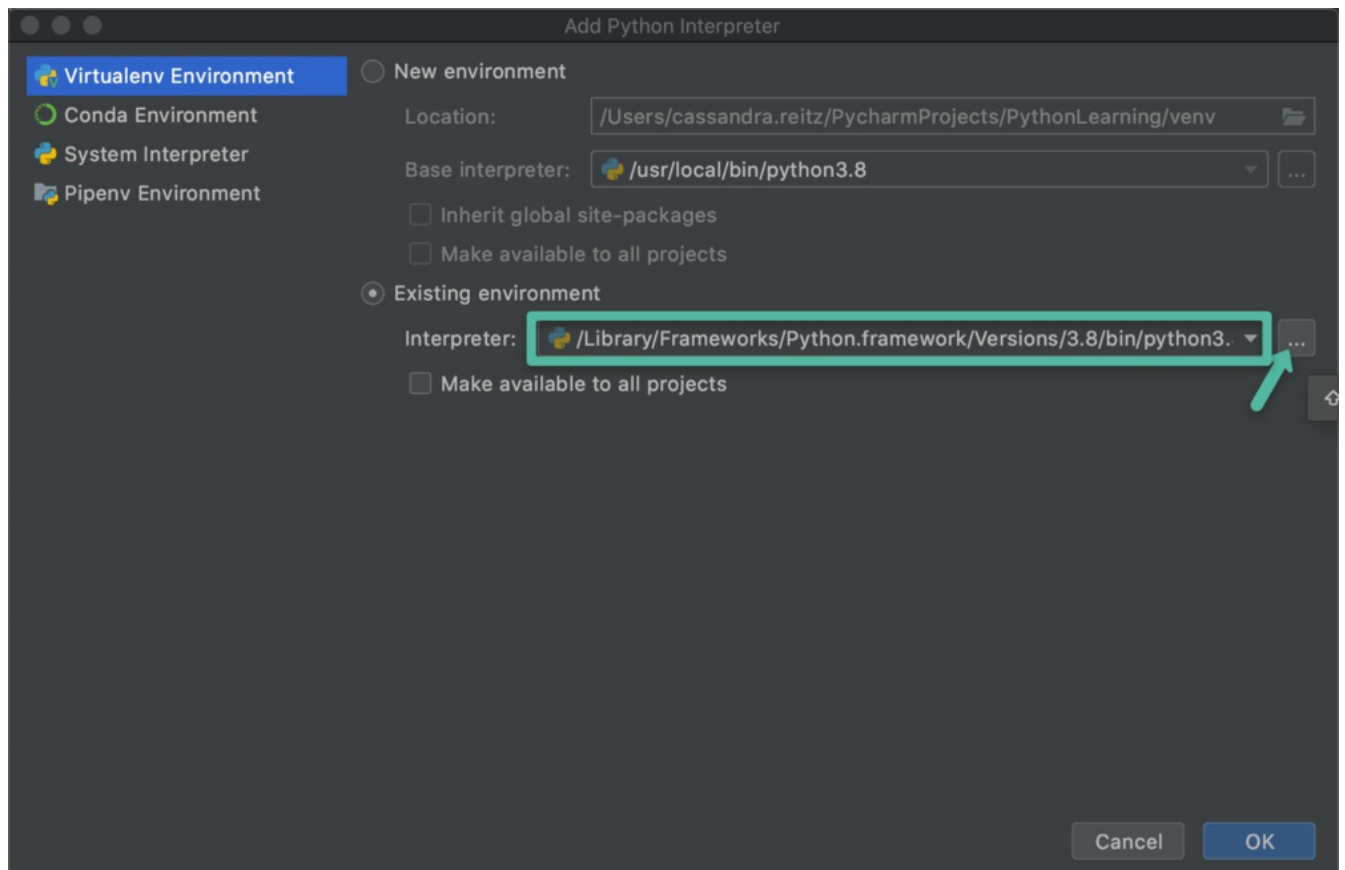 Add Python Interpreter
Virtualenv Environment
Conda Environment
System Interpreter
Pipenv Environment
New environment
Location: /Users/cassandra.reitz/PycharmProjects/PythonLearning/venv
Base interpreter: /usr/local/bin/python3.8 ...
Inherit global site-packages
Make available to all projects
Existing environment
Interpreter: /Library/Frameworks/Python.framework/Versions/3.8/bin/python3. ...
Make available to all projects
Cancel OK